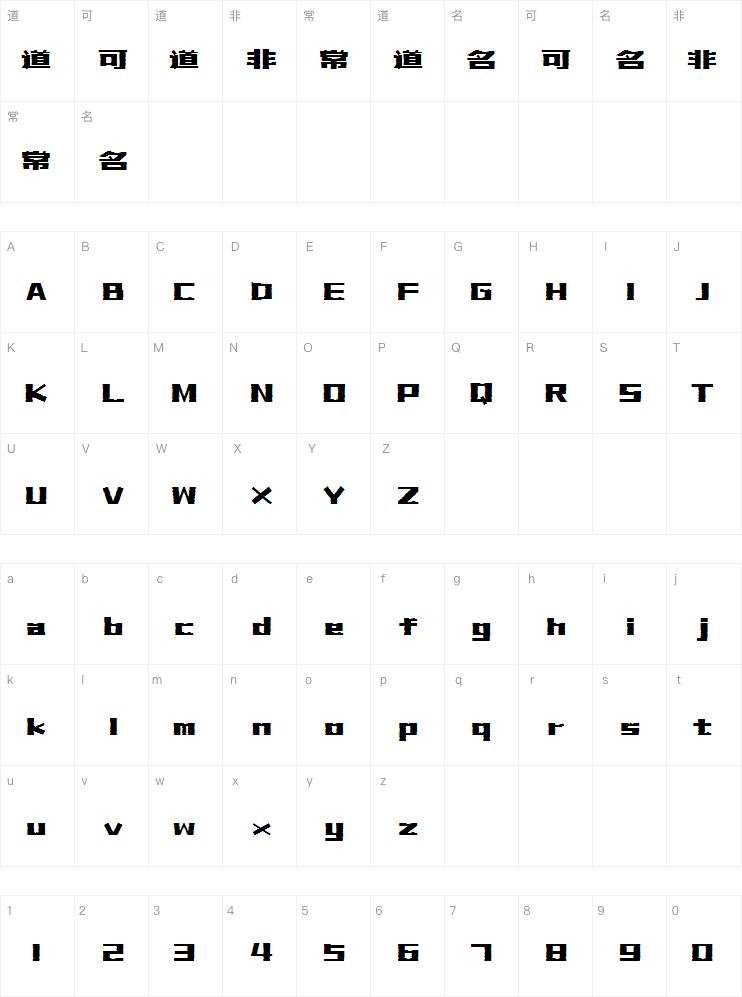 道 可 道 非 常 道 名 可 名 非
道 可 道 非 常 道 名 可 名 非
常 名
常 名
A B C D E F G H I J
A B C D E F G H I J
K L M N O P Q R S T
K L M N O P Q R S T
U V W X Y Z
U V W X Y Z
a b c d e f g h i j
a b c d e f g h i j
k l m n o p q r s t
k l m n o p q r s t
u v w x y z
u v w x y z
1 2 3 4 5 6 7 8 9 0
1 2 3 4 5 6 7 8 9 0